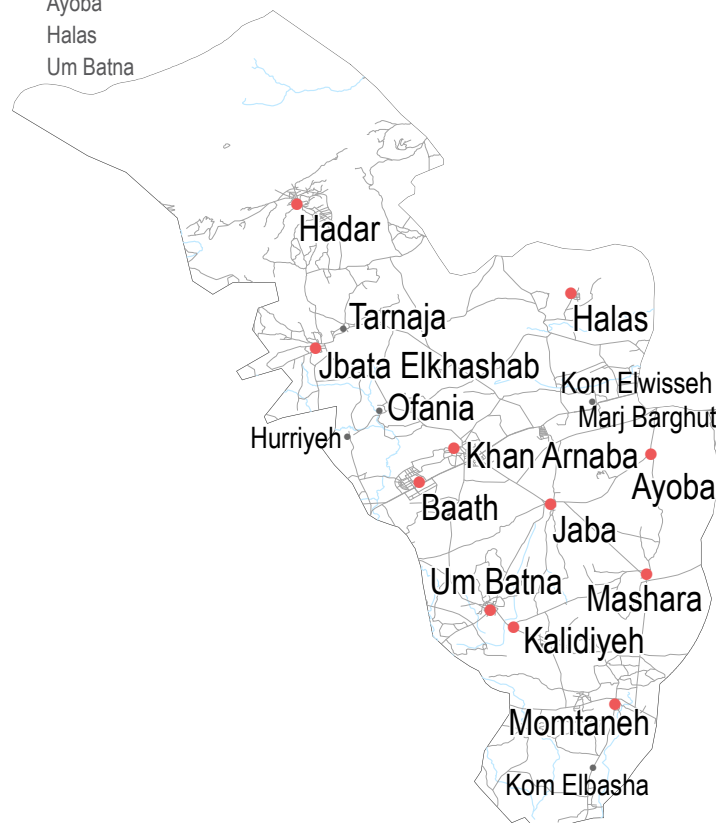 Ayoba
Halas
Um Batna
Hadar
Halas
Tarnaja
Jbata Elkhashab
Kom Elwisseh
Ofania
Marj Barghut
Hurriyeh
Khan Arnaba
Ayoba
Baath
Jaba
Um Batna
Mashara
Kalidiyeh
Momtaneh
Kom Elbasha